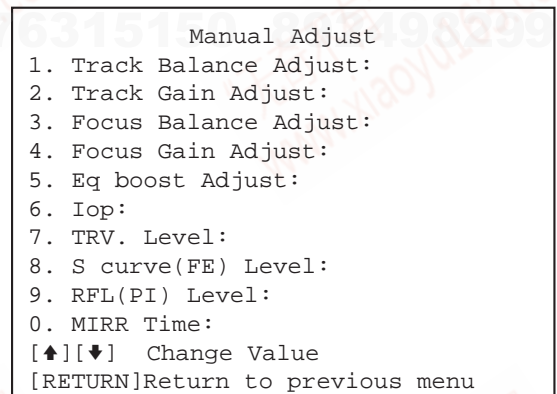 Manual Adjust
1. Track Balance Adjust:
2. Track Gain Adjust:
3. Focus Balance Adjust:
4. Focus Gain Adjust:
5. Eq boost Adjust:
6. Iop:
7. TRV. Level:
8. S curve(FE) Level:
9. RFL(PI) Level:
0. MIRR Time:
[⬆][⬇] Change Value
[RETURN]Return to previous menu